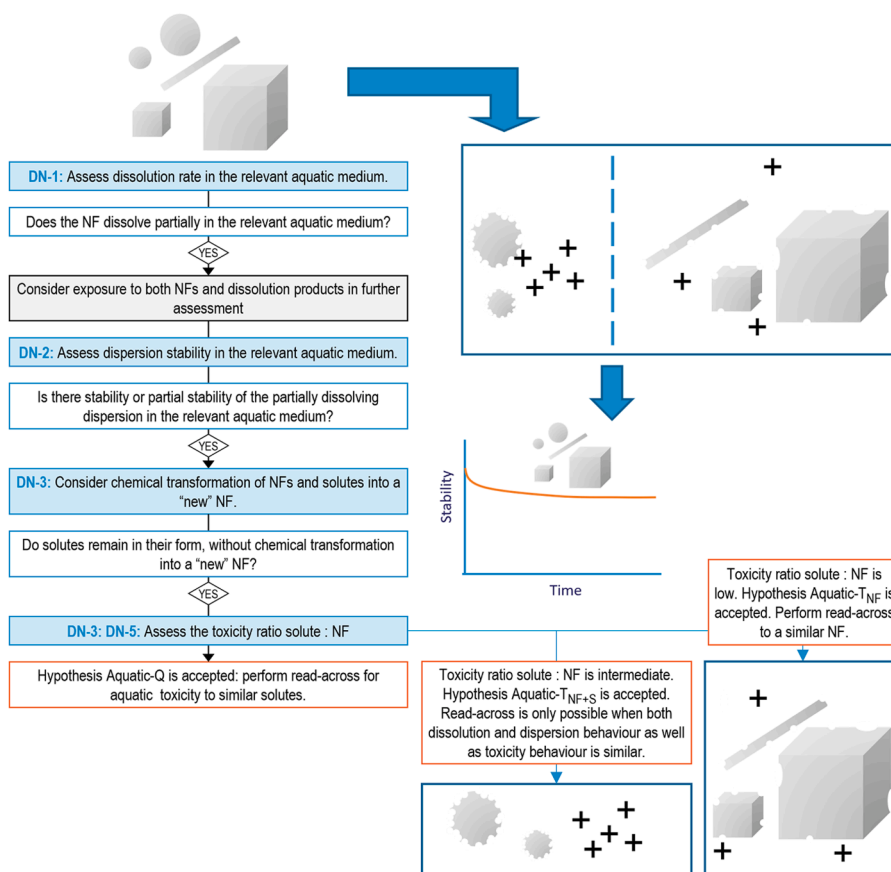 DN-1: Assess dissolution rate in the relevant aquatic medium.
Does the NF dissolve partially in the relevant aquatic medium?
YES
Consider exposure to both NFs and dissolution products in further
assessment
DN-2: Assess dispersion stability in the relevant aquatic medium.
Is there stability or partial stability of the partially dissolving
dispersion in the relevant aquatic medium?
YES
DN-3: Consider chemical transformation of NFs and solutes into a
“new” NF.
Do solutes remain in their form, without chemical transformation
into a “new” NF?
YES
DN-3: DN-5: Assess the toxicity ratio solute : NF
Hypothesis Aquatic-Q is accepted: perform read-across for
aquatic toxicity to similar solutes.
Stability
Time
Toxicity ratio solute : NF is intermediate.
Hypothesis Aquatic-TNF+S is accepted.
Read-across is only possible when both
dissolution and dispersion behaviour as well
as toxicity behaviour is similar.
Toxicity ratio solute : NF is
low. Hypothesis Aquatic-TNF is
accepted. Perform read-across
to a similar NF.